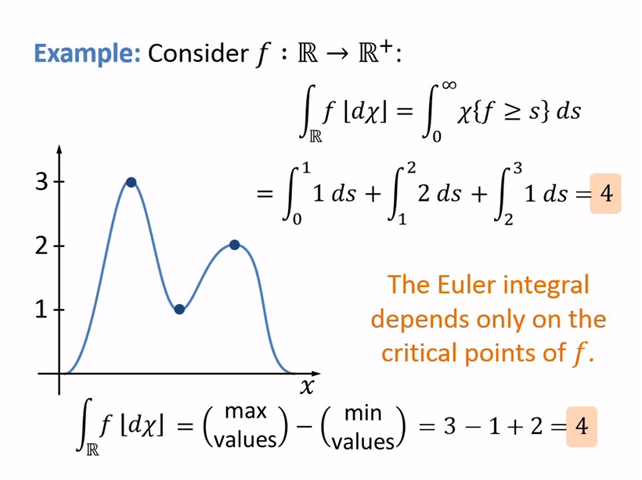 Example: Consider f : ℝ → ℝ⁺:
∫_ℝ f ⌊dχ⌋ = ∫_0^∞ χ{f ≥ s} ds
= ∫_0^1 1 ds + ∫_1^2 2 ds + ∫_2^3 1 ds = 4
3
2
1
x
The Euler integral
depends only on the
critical points of f.
∫_ℝ f ⌊dχ⌋ = (max values) − (min values) = 3 − 1 + 2 = 4